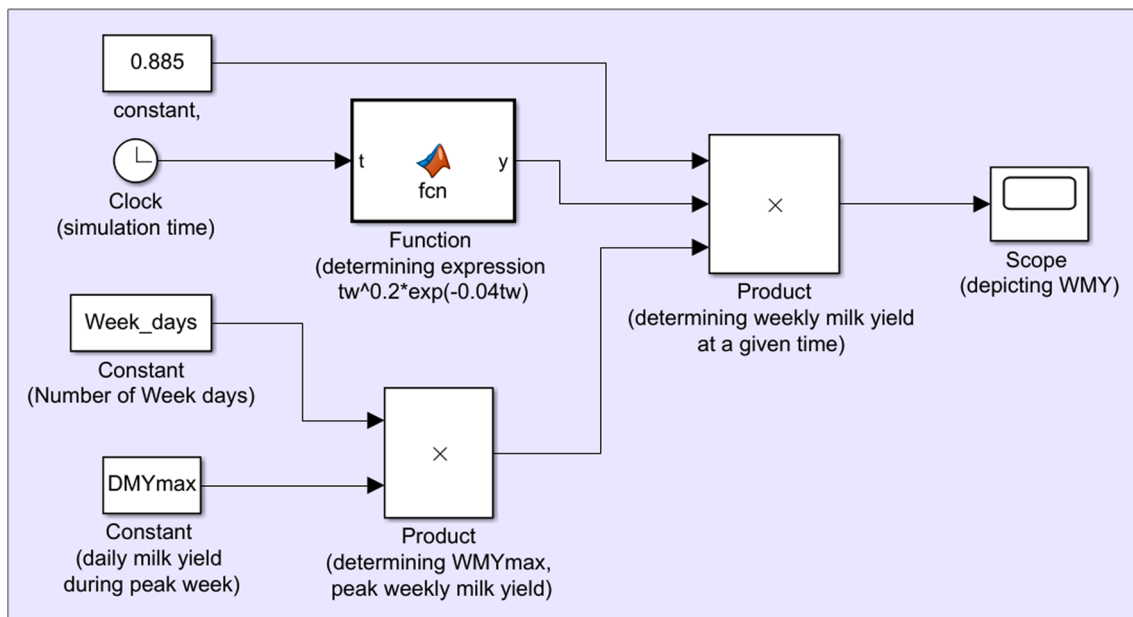 0.885
constant,
Clock
(simulation time)
t
fcn
y
Function
(determining expression
tw^0.2*exp(-0.04tw)
×
Product
(determining weekly milk yield
at a given time)
Scope
(depicting WMY)
Week_days
Constant
(Number of Week days)
DMYmax
Constant
(daily milk yield
during peak week)
×
Product
(determining WMYmax,
peak weekly milk yield)